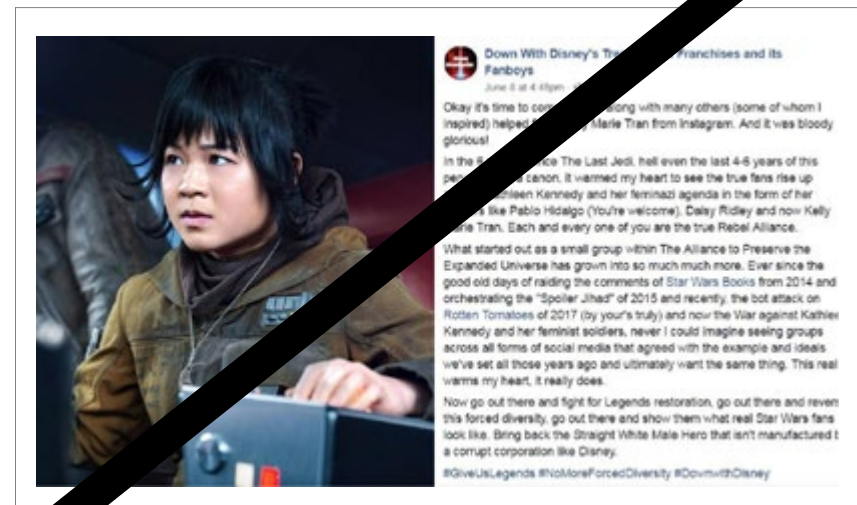 Down With Disney's Franchises and its
Fanboys
June 8 at 4:48pm
Okay it's time to along with many others (some of whom I
inspired) helped Marie Tran from Instagram. And it was bloody
glorious!
In the The Last Jedi, hell even the last 4-6 years of this
canon, it warmed my heart to see the true fans rise up
Kennedy and her feminazi agenda in the form of her
like Pablo Hidalgo (You're welcome), Daisy Ridley and now Kelly
Tran. Each and every one of you are the true Rebel Alliance.
What started out as a small group within The Alliance to Preserve the
Expanded Universe has grown into so much much more. Ever since the
good old days of raiding the comments of Star Wars Books from 2014 and
orchestrating the "Spoiler Jihad" of 2015 and recently, the bot attack on
Rotten Tomatoes of 2017 (by your's truly) and now the War against
Kennedy and her feminist soldiers, never I could imagine seeing groups
across all forms of social media that agreed with the example and ideals
we've set all those years ago and ultimately want the same thing. This
warms my heart, it really does.
Now go out there and fight for Legends restoration, go out there and
this forced diversity, go out there and show them what real Star Wars fans
look like. Bring back the Straight White Male Hero that isn't manufactured
a corrupt corporation like Disney.
#GiveUsLegends #NoMoreForcedDiversity #DownwithDisney